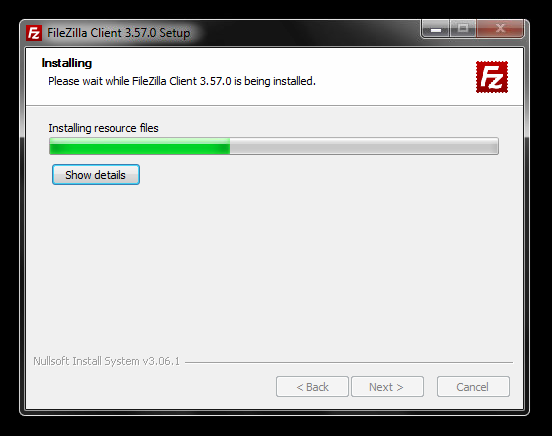 FileZilla Client 3.57.0 Setup
Installing
Please wait while FileZilla Client 3.57.0 is being installed.
Installing resource files
Show details
Nullsoft Install System v3.06.1
< Back
Next >
Cancel